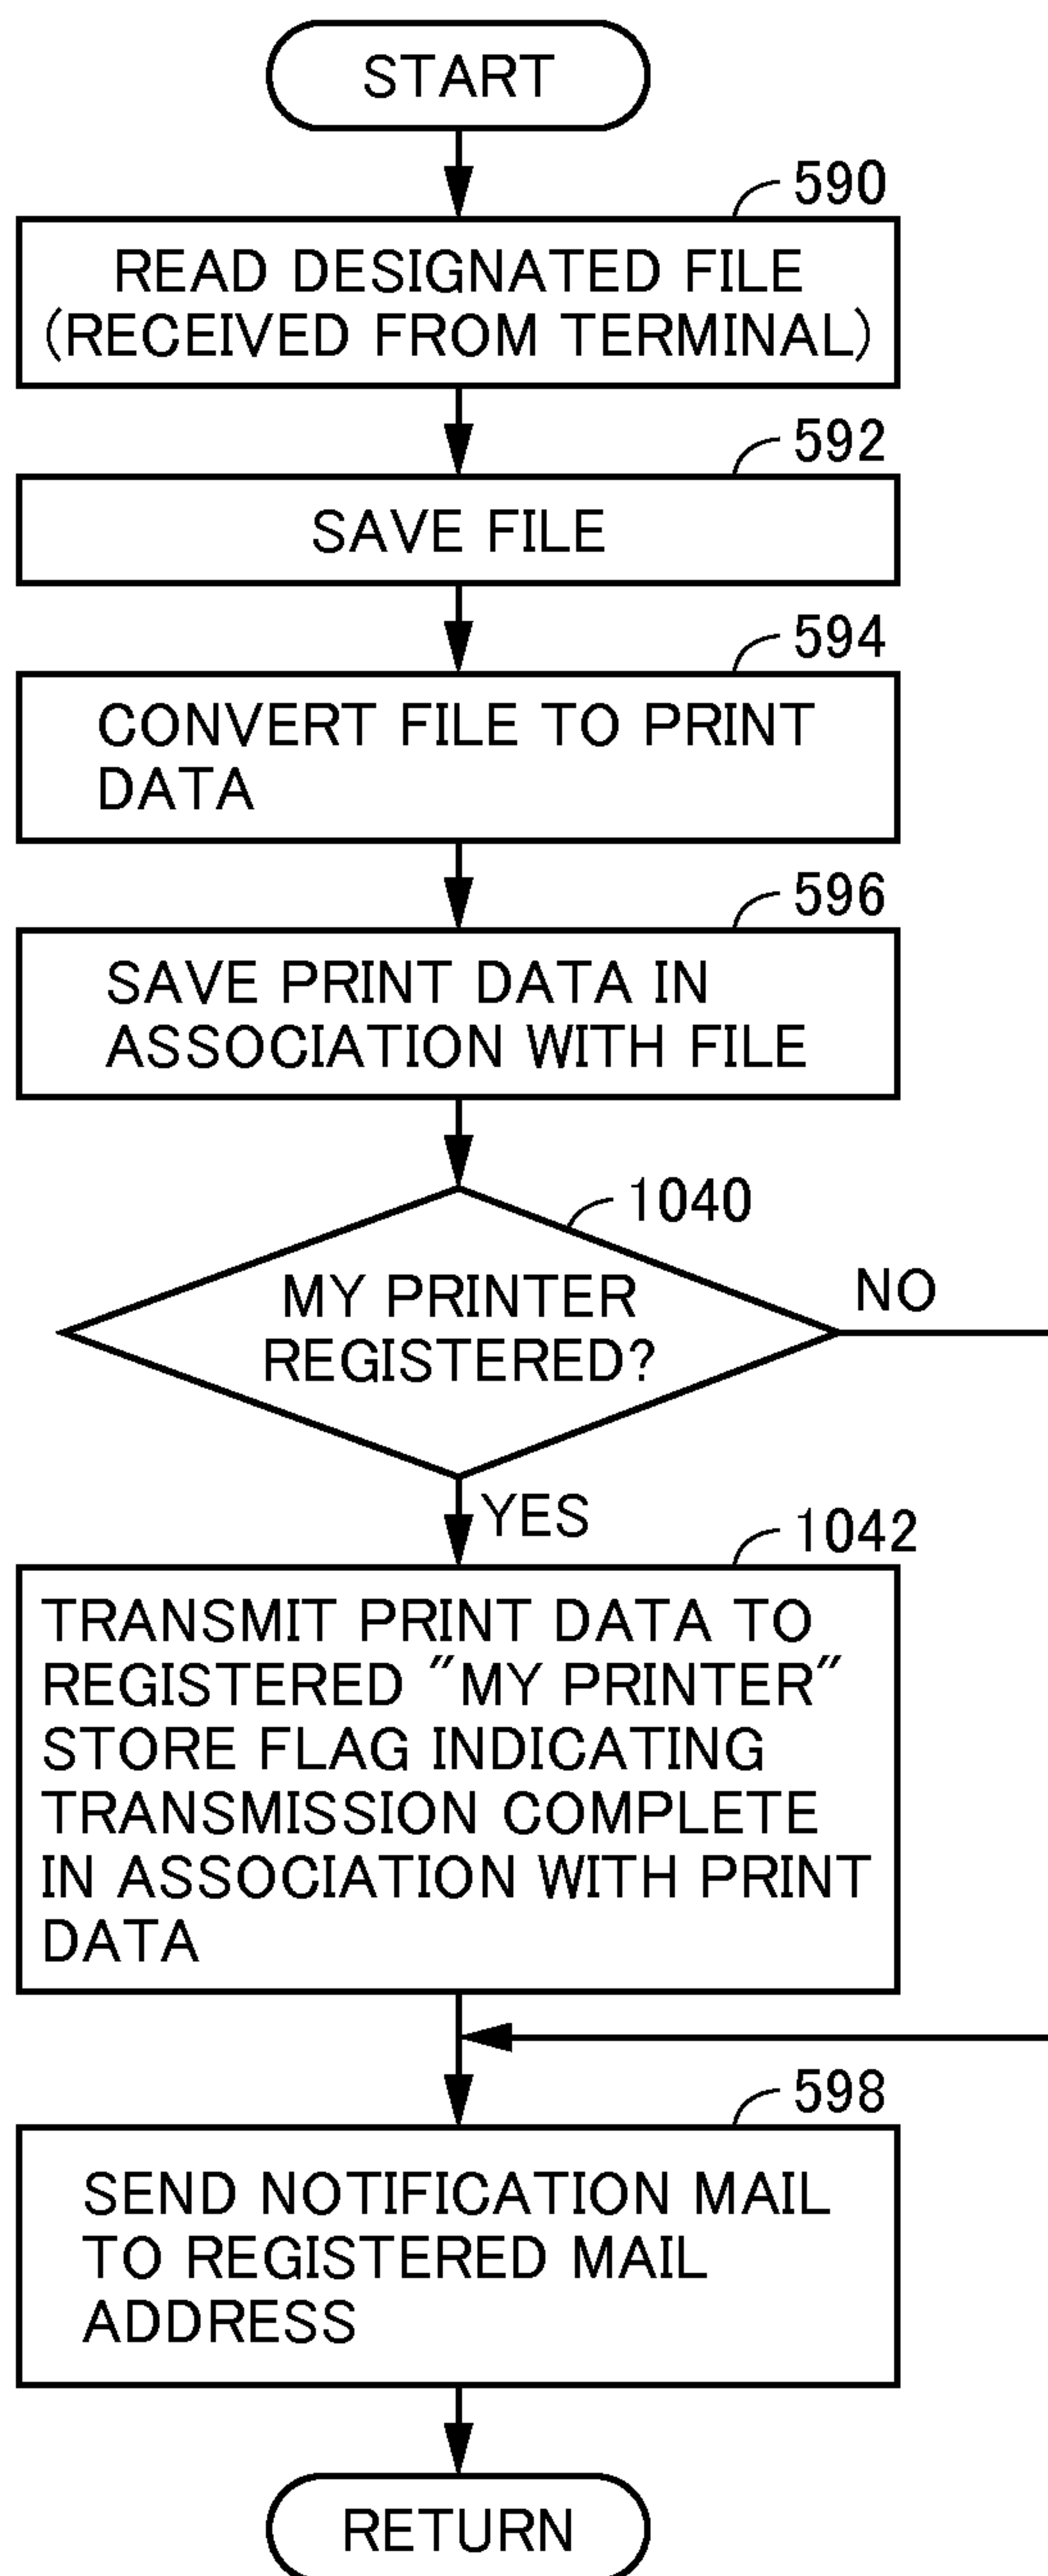 START
590
READ DESIGNATED FILE
(RECEIVED FROM TERMINAL)
592
SAVE FILE
594
CONVERT FILE TO PRINT
DATA
596
SAVE PRINT DATA IN
ASSOCIATION WITH FILE
1040
MY PRINTER
REGISTERED?
NO
YES
1042
TRANSMIT PRINT DATA TO
REGISTERED "MY PRINTER"
STORE FLAG INDICATING
TRANSMISSION COMPLETE
IN ASSOCIATION WITH PRINT
DATA
598
SEND NOTIFICATION MAIL
TO REGISTERED MAIL
ADDRESS
RETURN